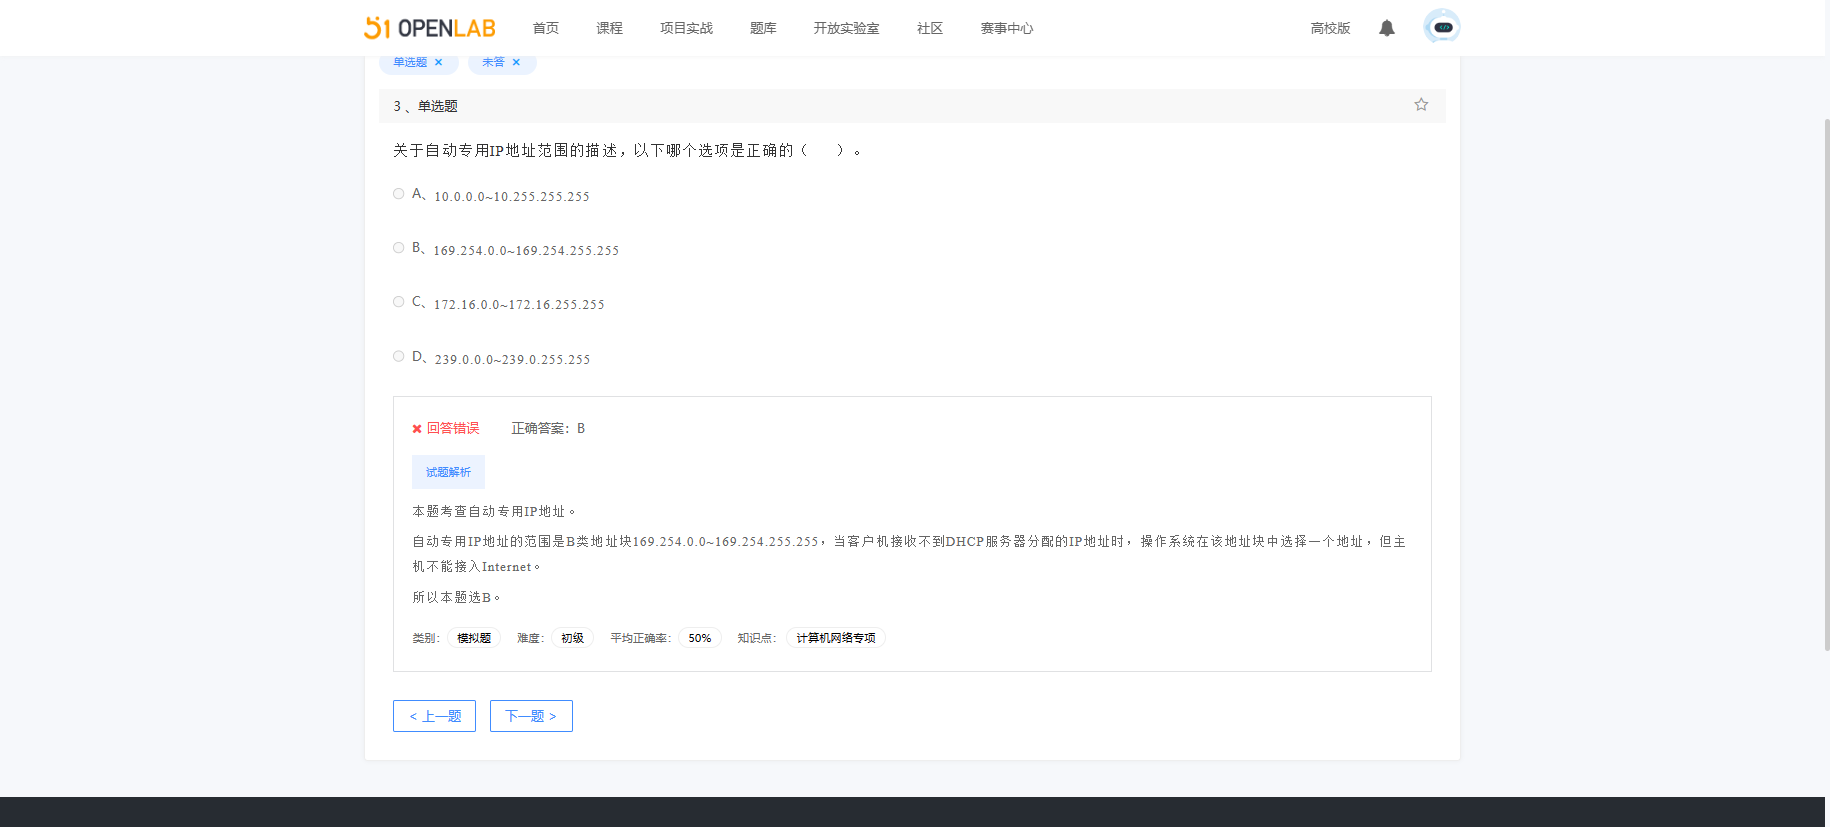 51 OPENLAB 首页 课程 项目实战 题库 开放实验室 社区 赛事中心 高校版
单选题 × 未答 ×
3 、单选题
关于自动专用IP地址范围的描述，以下哪个选项是正确的（ ）。
A、10.0.0.0~10.255.255.255
B、169.254.0.0~169.254.255.255
C、172.16.0.0~172.16.255.255
D、239.0.0.0~239.0.255.255
✖ 回答错误 正确答案：B
试题解析
本题考查自动专用IP地址。
自动专用IP地址的范围是B类地址块169.254.0.0~169.254.255.255，当客户机接收不到DHCP服务器分配的IP地址时，操作系统在该地址块中选择一个地址，但主
机不能接入Internet。
所以本题选B。
类别： 模拟题 难度： 初级 平均正确率： 50% 知识点： 计算机网络专项
< 上一题 下一题 >